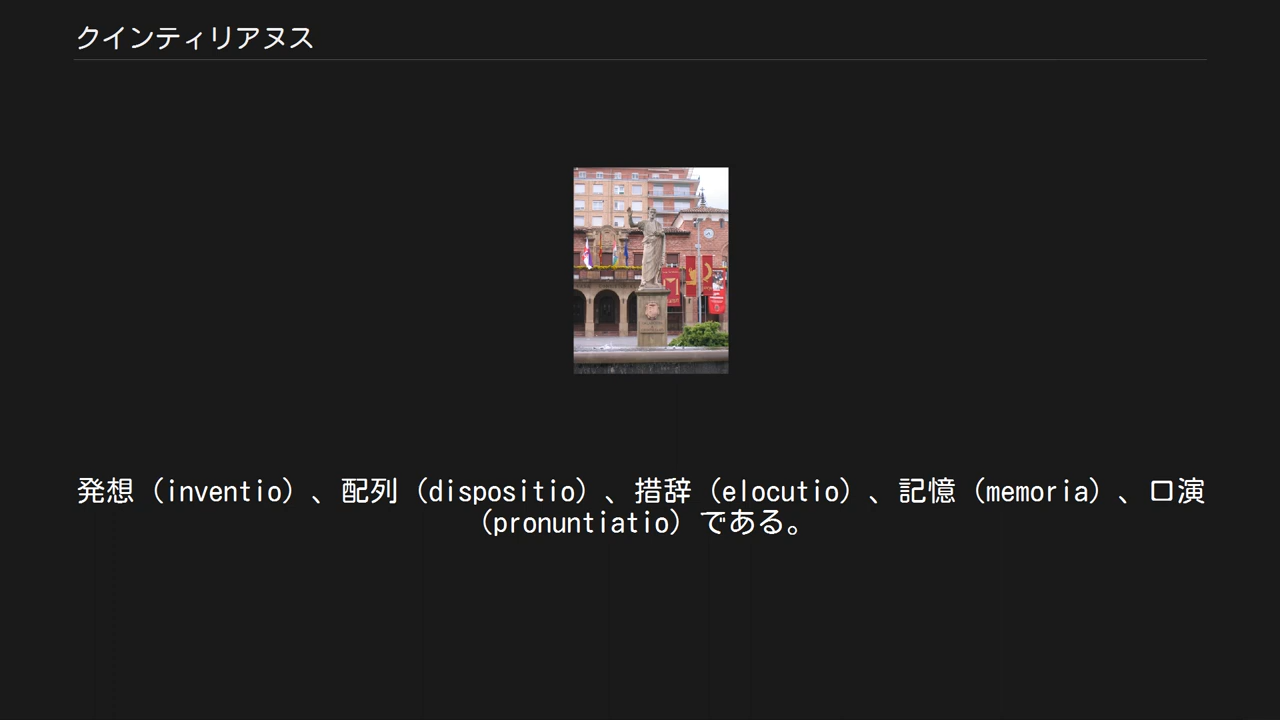 クインティリアヌス
発想（inventio）、配列（dispositio）、措辞（elocutio）、記憶（memoria）、口演
（pronuntiatio）である。